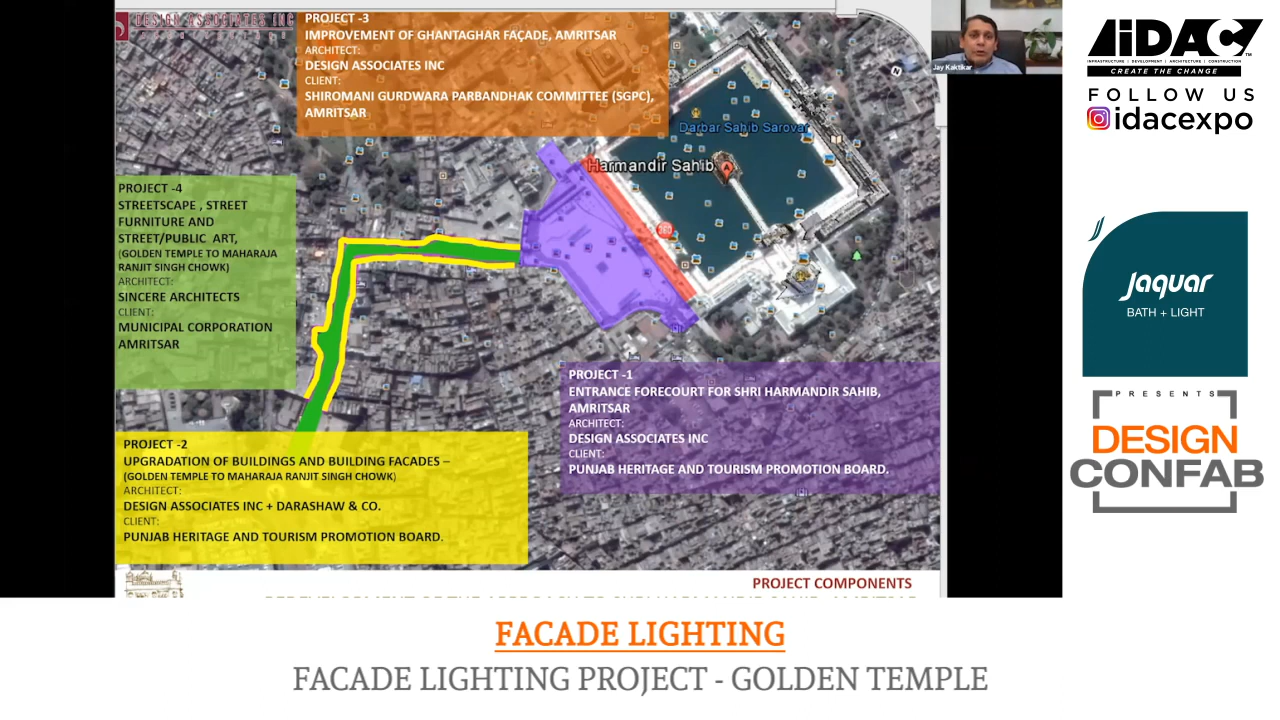 DESIGN ASSOCIATES INC
PROJECT -3
IMPROVEMENT OF GHANTAGHAR FAÇADE, AMRITSAR
ARCHITECT:
DESIGN ASSOCIATES INC
CLIENT:
SHIROMANI GURDWARA PARBANDHAK COMMITTEE (SGPC),
AMRITSAR
Jay Kaktikar
Darbar Sahib Sarovar
Harmandir Sahib
A
360
PROJECT -4
STREETSCAPE , STREET
FURNITURE AND
STREET/PUBLIC ART,
(GOLDEN TEMPLE TO MAHARAJA
RANJIT SINGH CHOWK)
ARCHITECT:
SINCERE ARCHITECTS
CLIENT:
MUNICIPAL CORPORATION
AMRITSAR
PROJECT -1
ENTRANCE FORECOURT FOR SHRI HARMANDIR SAHIB,
AMRITSAR
ARCHITECT:
DESIGN ASSOCIATES INC
CLIENT:
PUNJAB HERITAGE AND TOURISM PROMOTION BOARD.
PROJECT -2
UPGRADATION OF BUILDINGS AND BUILDING FACADES –
(GOLDEN TEMPLE TO MAHARAJA RANJIT SINGH CHOWK)
ARCHITECT:
DESIGN ASSOCIATES INC + DARASHAW & CO.
CLIENT:
PUNJAB HERITAGE AND TOURISM PROMOTION BOARD.
PROJECT COMPONENTS
AIDAC
INFRASTRUCTURE | DEVELOPMENT | ARCHITECTURE | CONSTRUCTION
CREATE THE CHANGE
FOLLOW US
idacexpo
Jaquar
BATH + LIGHT
PRESENTS
DESIGN
CONFAB
FACADE LIGHTING
FACADE LIGHTING PROJECT - GOLDEN TEMPLE